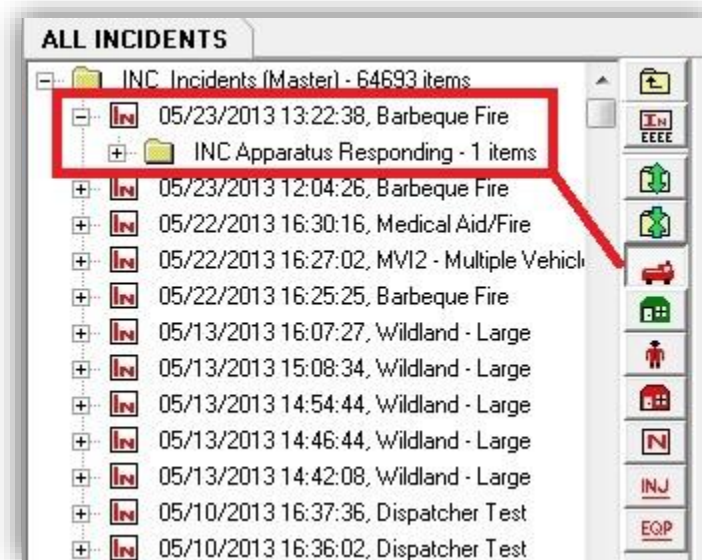 ALL INCIDENTS
INC Incidents (Master) - 64693 items
05/23/2013 13:22:38, Barbeque Fire
INC Apparatus Responding - 1 items
05/23/2013 12:04:26, Barbeque Fire
05/22/2013 16:30:16, Medical Aid/Fire
05/22/2013 16:27:02, MVI2 - Multiple Vehicl
05/22/2013 16:25:25, Barbeque Fire
05/13/2013 16:07:27, Wildland - Large
05/13/2013 15:08:34, Wildland - Large
05/13/2013 14:54:44, Wildland - Large
05/13/2013 14:46:44, Wildland - Large
05/13/2013 14:42:08, Wildland - Large
05/10/2013 16:37:36, Dispatcher Test
05/10/2013 16:36:02, Dispatcher Test
IN
EEEE
N
INJ
EQP